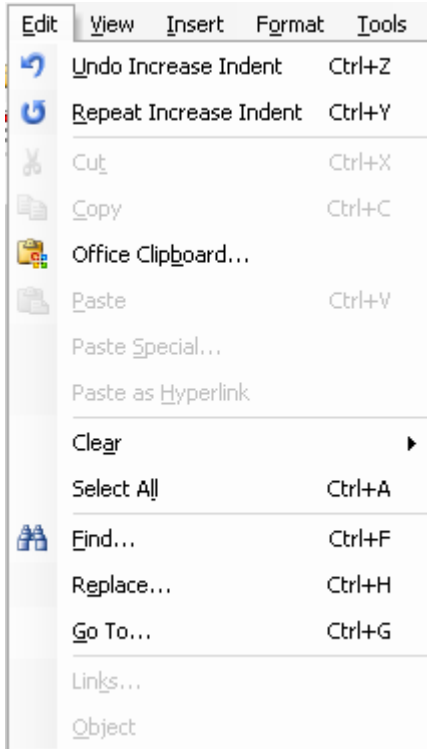 Edit View Insert Format Tools
Undo Increase Indent Ctrl+Z
Repeat Increase Indent Ctrl+Y
Cut Ctrl+X
Copy Ctrl+C
Office Clipboard...
Paste Ctrl+V
Paste Special...
Paste as Hyperlink
Clear
Select All Ctrl+A
Find... Ctrl+F
Replace... Ctrl+H
Go To... Ctrl+G
Links...
Object